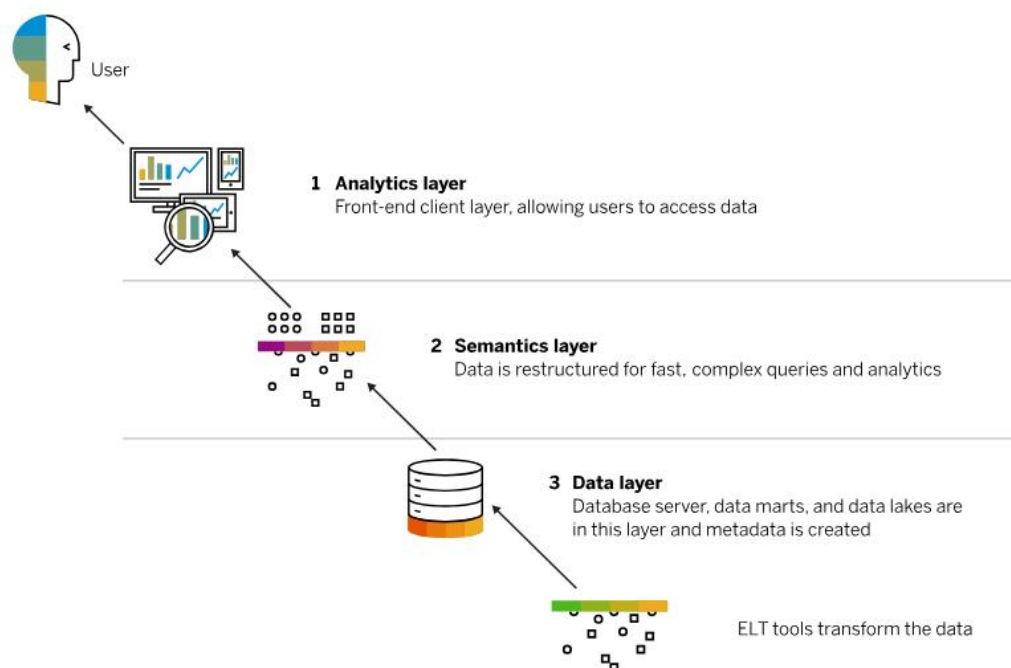 User
1 Analytics layer
Front-end client layer, allowing users to access data
2 Semantics layer
Data is restructured for fast, complex queries and analytics
3 Data layer
Database server, data marts, and data lakes are
in this layer and metadata is created
ELT tools transform the data